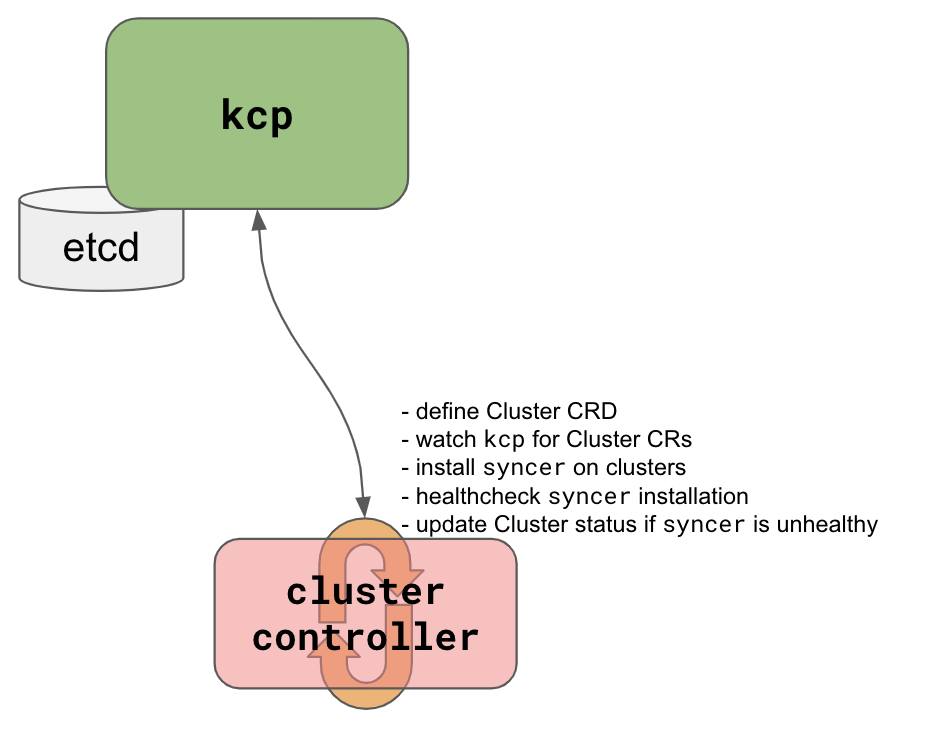 kcp
etcd
- define Cluster CRD
- watch kcp for Cluster CRs
- install syncer on clusters
- healthcheck syncer installation
- update Cluster status if syncer is unhealthy
cluster
controller